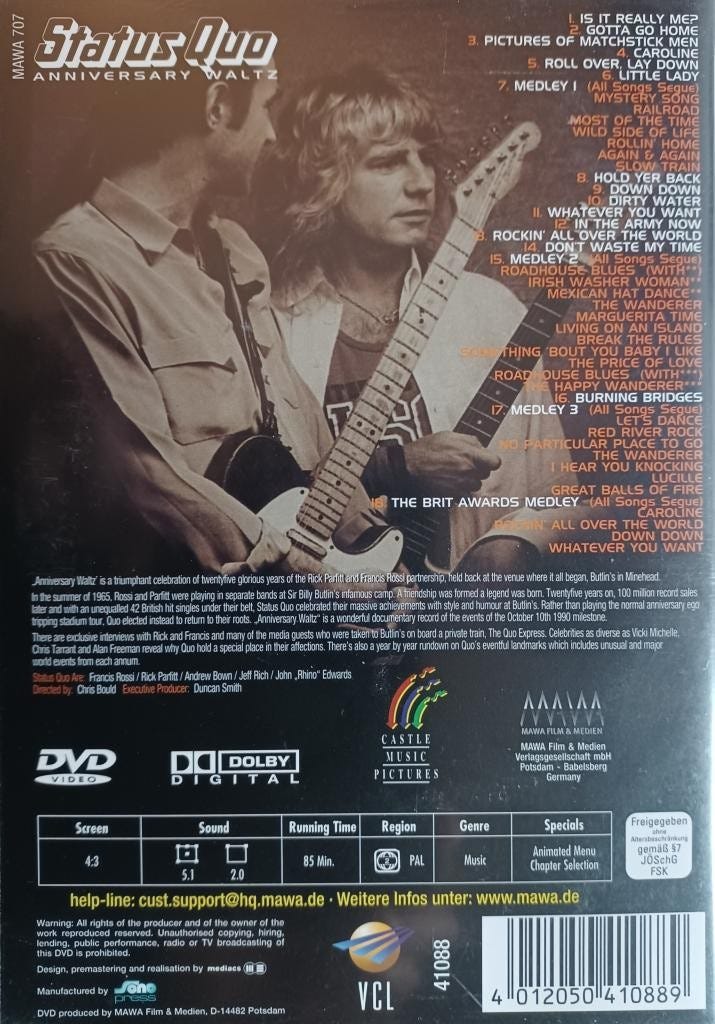 MAWA 707
Status Quo
ANNIVERSARY WALTZ
1. IS IT REALLY ME?
2. GOTTA GO HOME
3. PICTURES OF MATCHSTICK MEN
4. CAROLINE
5. ROLL OVER, LAY DOWN
6. LITTLE LADY
7. MEDLEY 1 (All Songs Segue)
MYSTERY SONG
RAILROAD
MOST OF THE TIME
WILD SIDE OF LIFE
ROLLIN' HOME
AGAIN & AGAIN
SLOW TRAIN
8. HOLD YER BACK
9. DOWN DOWN
10. DIRTY WATER
11. WHATEVER YOU WANT
12. IN THE ARMY NOW
3. ROCKIN' ALL OVER THE WORLD
14. DON'T WASTE MY TIME
15. MEDLEY 2 (All Songs Segue)
ROADHOUSE BLUES (WITH**)
IRISH WASHER WOMAN**
MEXICAN HAT DANCE**
THE WANDERER
MARGUERITA TIME
LIVING ON AN ISLAND
BREAK THE RULES
SOMETHING 'BOUT YOU BABY I LIKE
THE PRICE OF LOVE
ROADHOUSE BLUES (WITH***)
THE HAPPY WANDERER***
16. BURNING BRIDGES
17. MEDLEY 3 (All Songs Segue)
LET'S DANCE
RED RIVER ROCK
NO PARTICULAR PLACE TO GO
THE WANDERER
I HEAR YOU KNOCKING
LUCILLE
GREAT BALLS OF FIRE
18. THE BRIT AWARDS MEDLEY (All Songs Segue)
CAROLINE
ROCKIN' ALL OVER THE WORLD
DOWN DOWN
WHATEVER YOU WANT
„Anniversary Waltz' is a triumphant celebration of twentyfive glorious years of the Rick Parfitt and Francis Rossi partnership, held back at the venue where it all began, Butlin's in Minehead.
In the summer of 1965, Rossi and Parfitt were playing in separate bands at Sir Billy Butlin's infamous camp. A friendship was formed a legend was born. Twentyfive years on, 100 million record sales
later and with an unequalled 42 British hit singles under their belt, Status Quo celebrated their massive achievements with style and humour at Butlin's. Rather than playing the normal anniversary ego
tripping stadium tour, Quo elected instead to return to their roots. „Anniversary Waltz" is a wonderful documentary record of the events of the October 10th 1990 milestone.
There are exclusive interviews with Rick and Francis and many of the media guests who were taken to Butlin's on board a private train, The Quo Express. Celebrities as diverse as Vicki Michelle,
Chris Tarrant and Alan Freeman reveal why Quo hold a special place in their affections. There's also a year by year rundown on Quo's eventful landmarks which includes unusual and major
world events from each annum.
Status Quo Are: Francis Rossi / Rick Parfitt / Andrew Bown / Jeff Rich / John „Rhino" Edwards
Directed by: Chris Bould Executive Producer: Duncan Smith
CASTLE
MUSIC
PICTURES
MAWA
MAWA FILM & MEDIEN
MAWA Film & Medien
Verlagsgesellschaft mbH
Potsdam - Babelsberg
Germany
DVD
VIDEO
DOLBY
DIGITAL
Screen Sound Running Time Region Genre Specials
4:3 5.1 2.0 85 Min. 2 PAL Music Animated Menu
Chapter Selection
Freigegeben
ohne
Altersbeschränkung
gemäß §7
JÖSchG
FSK
help-line: cust.support@hq.mawa.de · Weitere Infos unter: www.mawa.de
Warning: All rights of the producer and of the owner of the
work reproduced reserved. Unauthorised copying, hiring,
lending, public performance, radio or TV broadcasting of
this DVD is prohibited.
Design, premastering and realisation by mediacs
Manufactured by sono press
DVD produced by MAWA Film & Medien, D-14482 Potsdam
VCL
41088
4 012050 410889